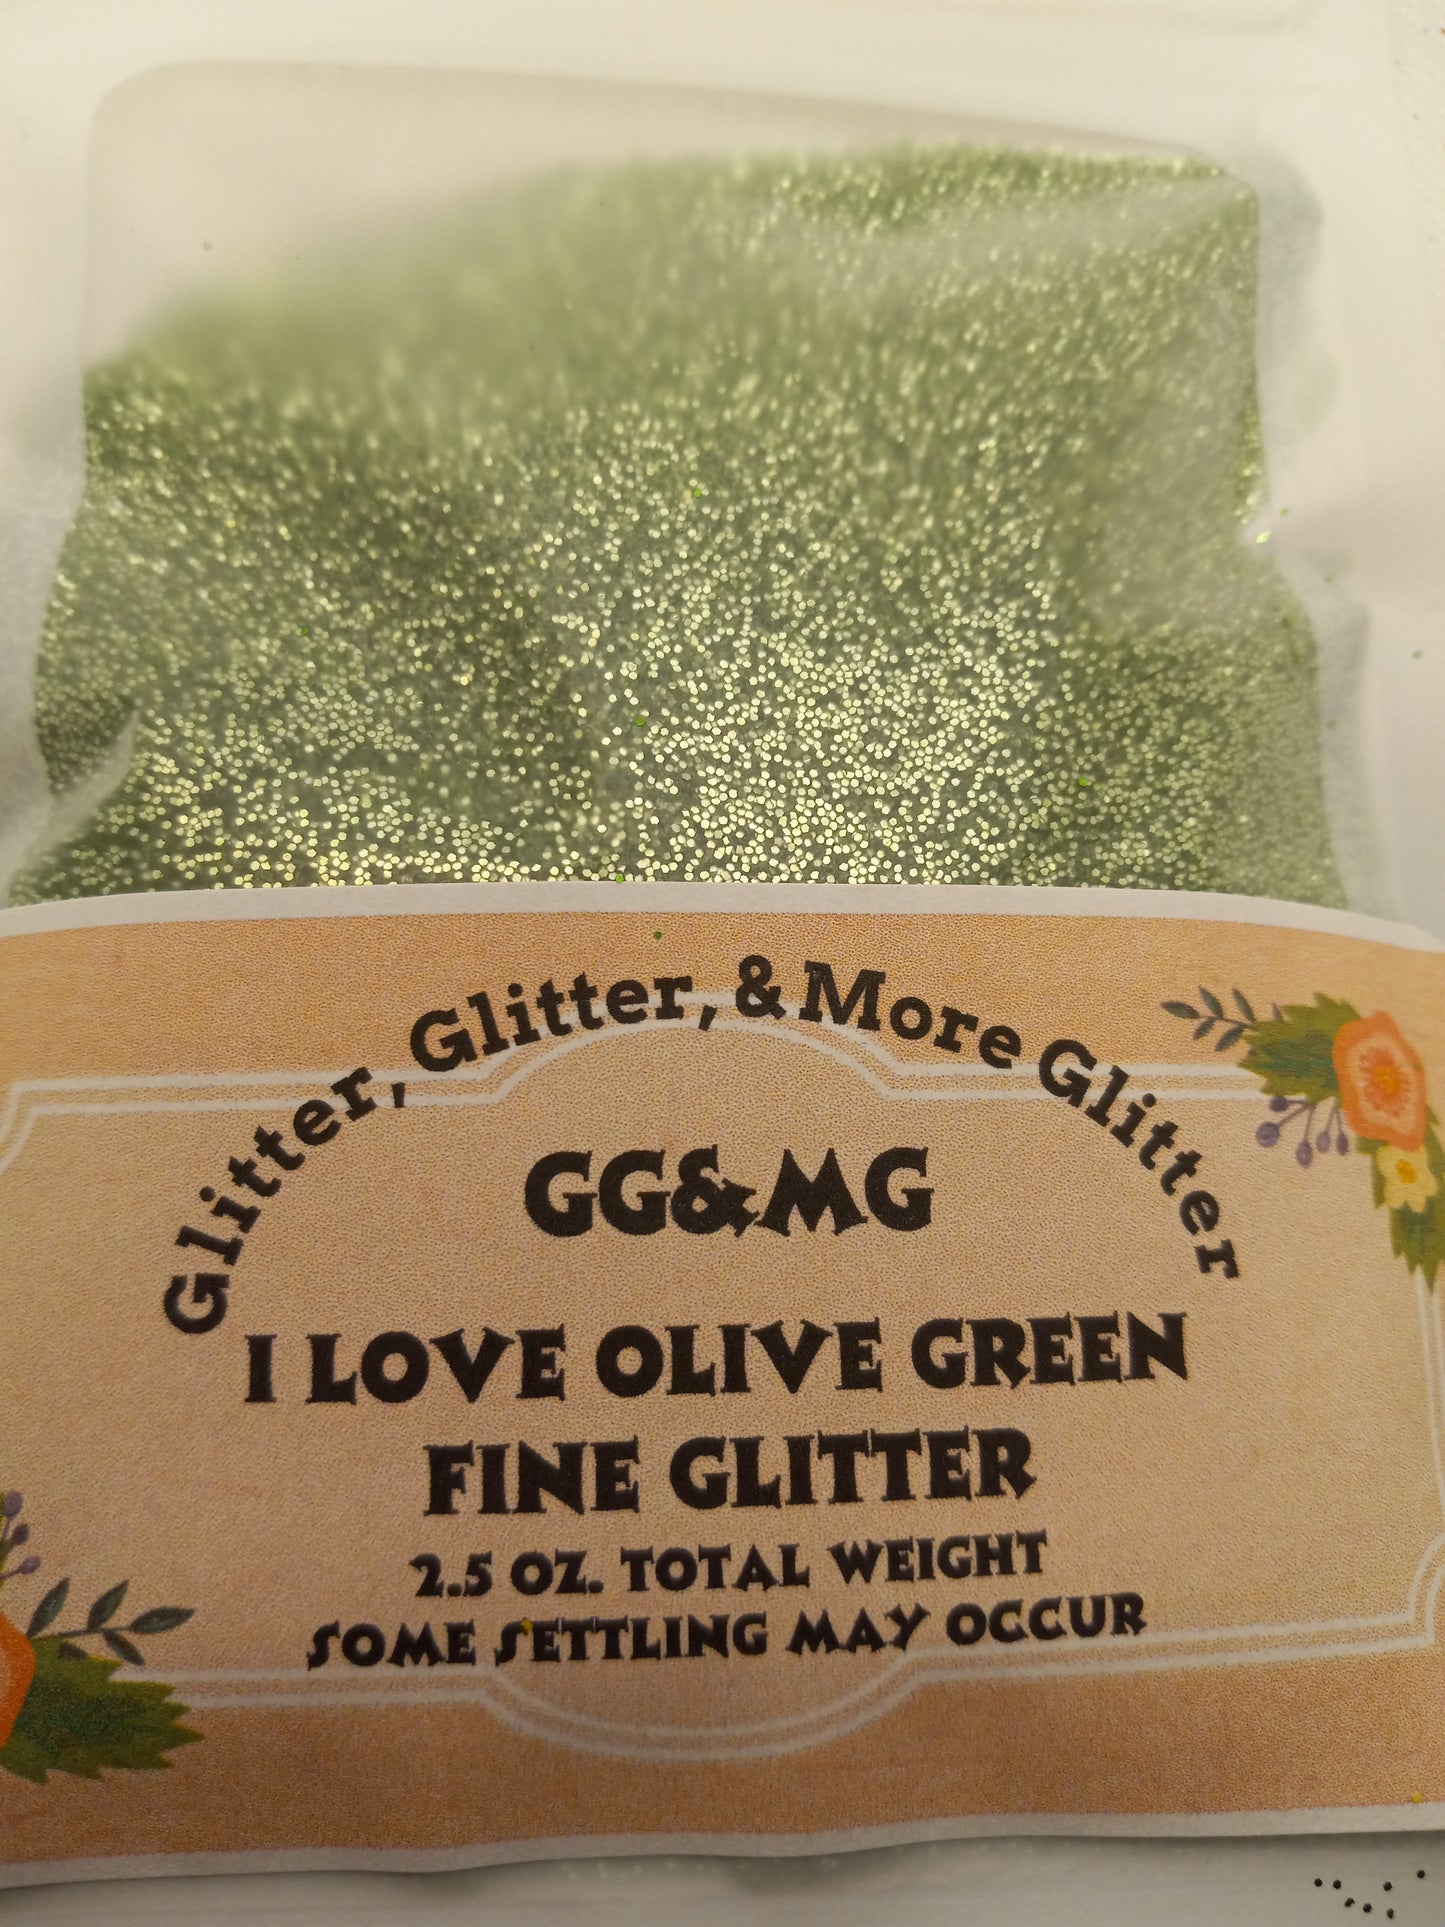 Glitter, Glitter, & More Glitter
GG&MG
I LOVE OLIVE GREEN
FINE GLITTER
2.5 OZ. TOTAL WEIGHT
SOME SETTLING MAY OCCUR